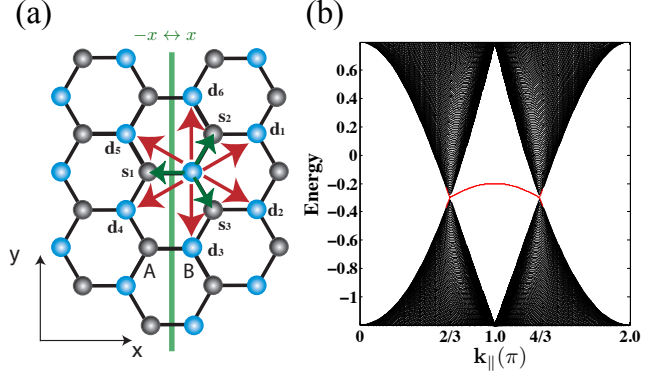 (a)
-x ↔ x
d₆
s₂
d₁
d₅
s₁
d₄
s₃
d₂
d₃
A
B
y
x
(b)
Energy
0.6
0.4
0.2
0
−0.2
−0.4
−0.6
−0.8
−1
0
2/3
1.0
4/3
2.0
k∥(π)